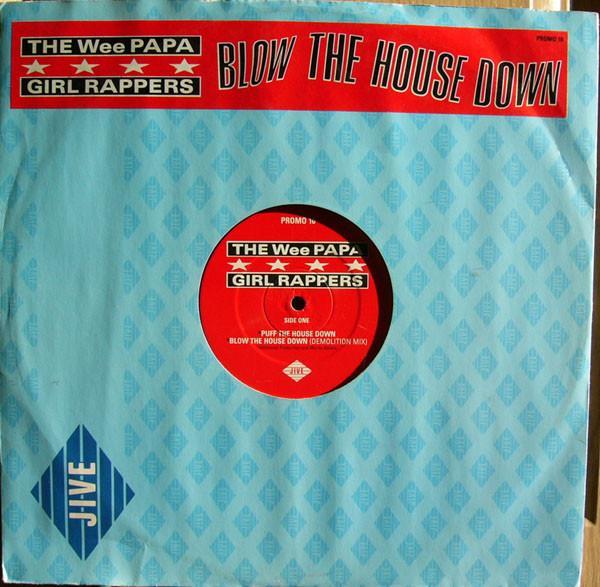 THE Wee PAPA
GIRL RAPPERS
BLOW THE HOUSE DOWN
PROMO 16
PROMO 16
THE Wee PAPA
GIRL RAPPERS
SIDE ONE
PUFF THE HOUSE DOWN
BLOW THE HOUSE DOWN (DEMOLITION MIX)
J·I·V·E
J·I·V·E